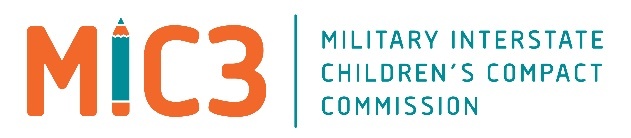 MIC3
MILITARY INTERSTATE
CHILDREN'S COMPACT
COMMISSION